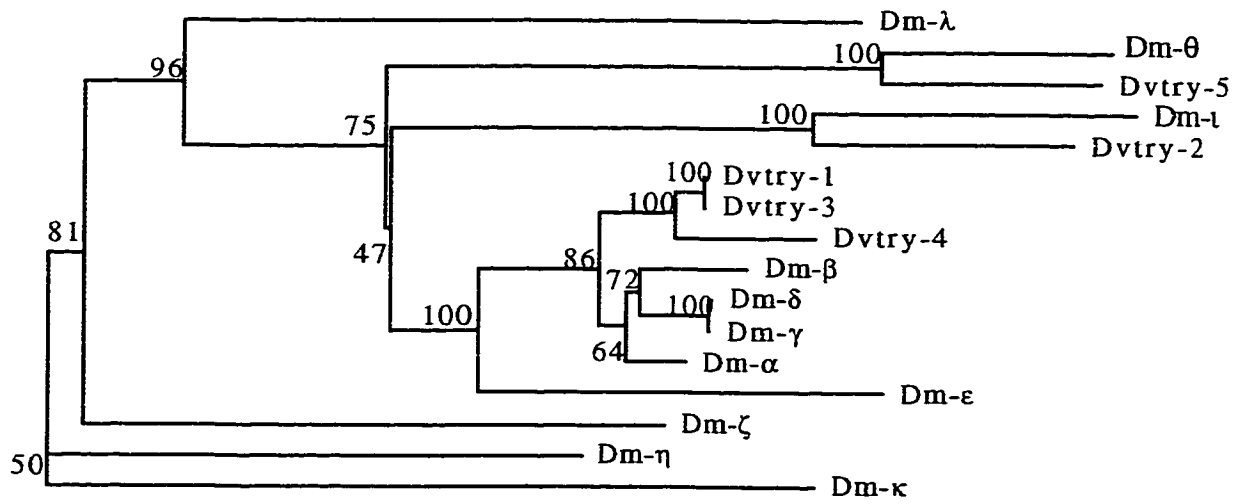 Dm-λ
96
Dm-θ
100
Dvtry-5
75
100
Dm-ι
Dvtry-2
100
Dvtry-1
Dvtry-3
100
Dvtry-4
81
47
86
72
Dm-β
100
Dm-δ
Dm-γ
100
64
Dm-α
Dm-ε
Dm-ζ
Dm-η
50
Dm-κ